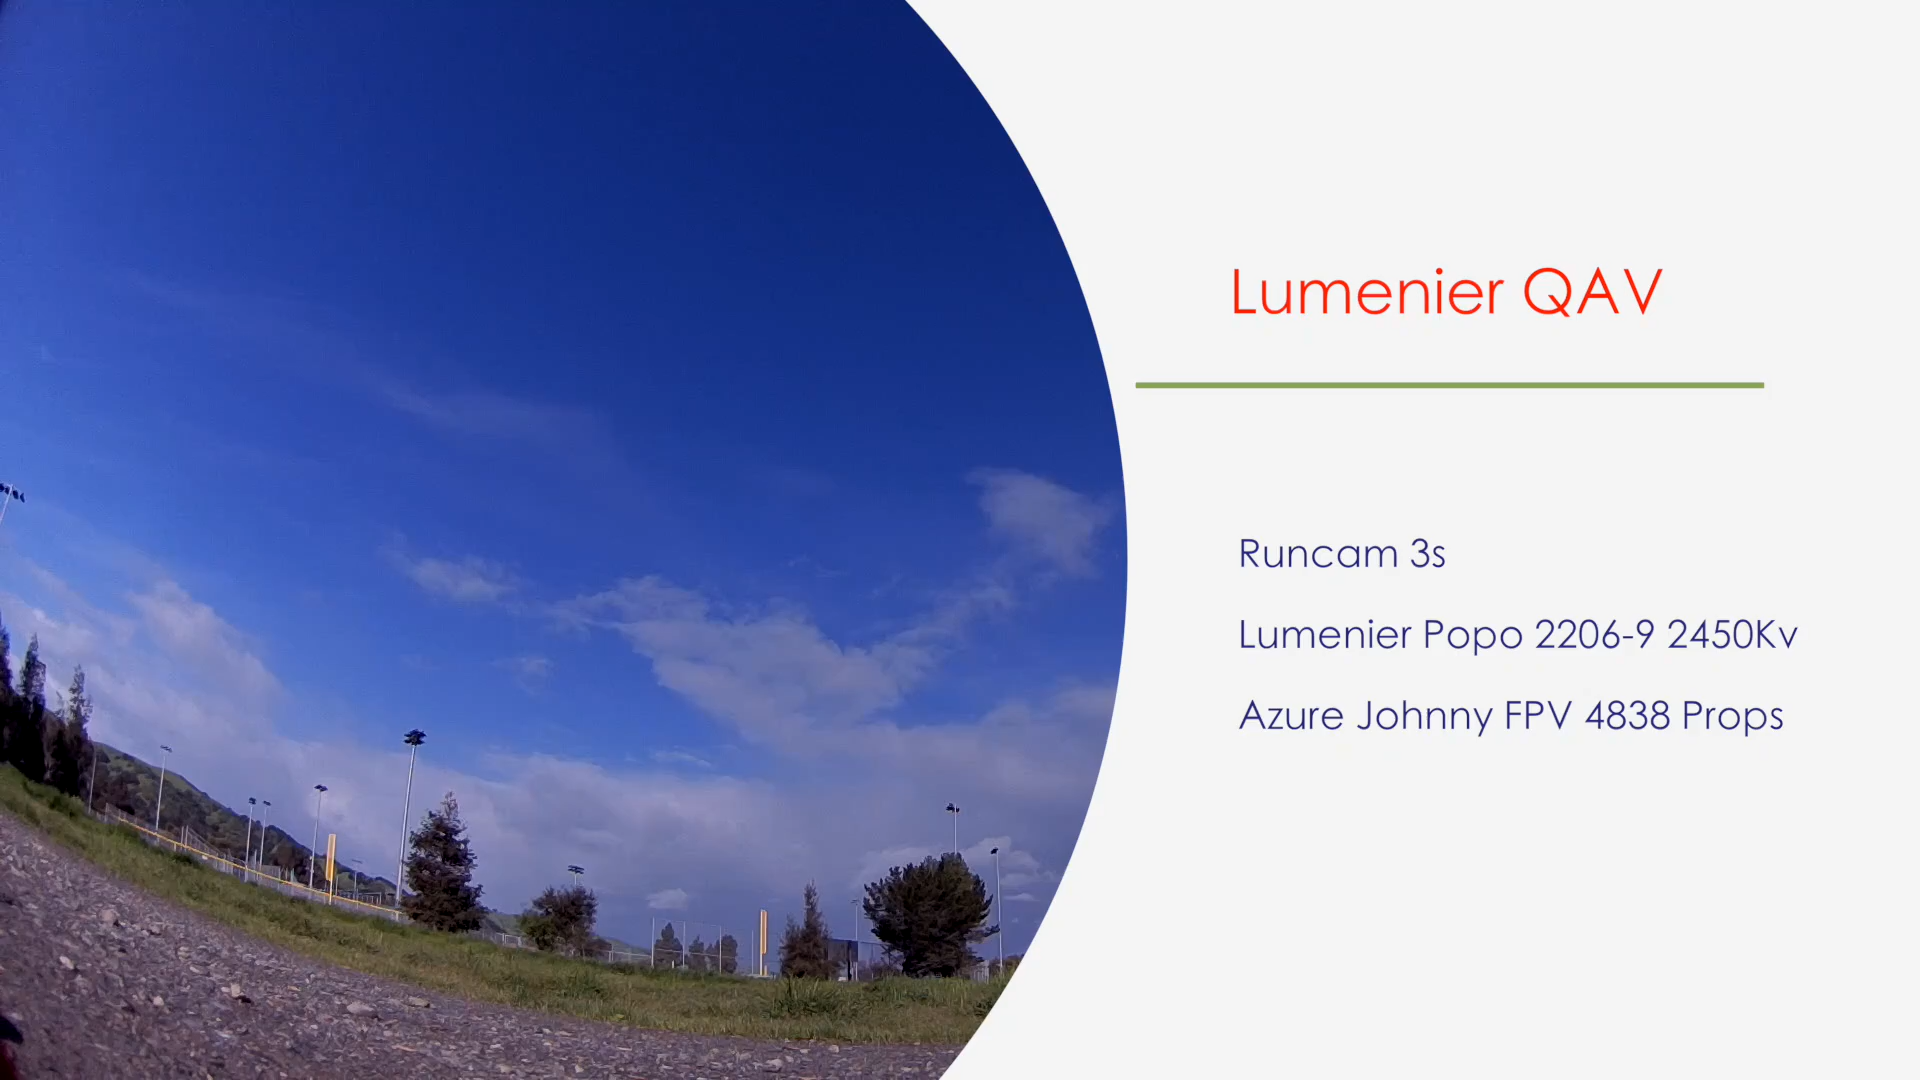 Lumenier QAV
Runcam 3s
Lumenier Popo 2206-9 2450Kv
Azure Johnny FPV 4838 Props